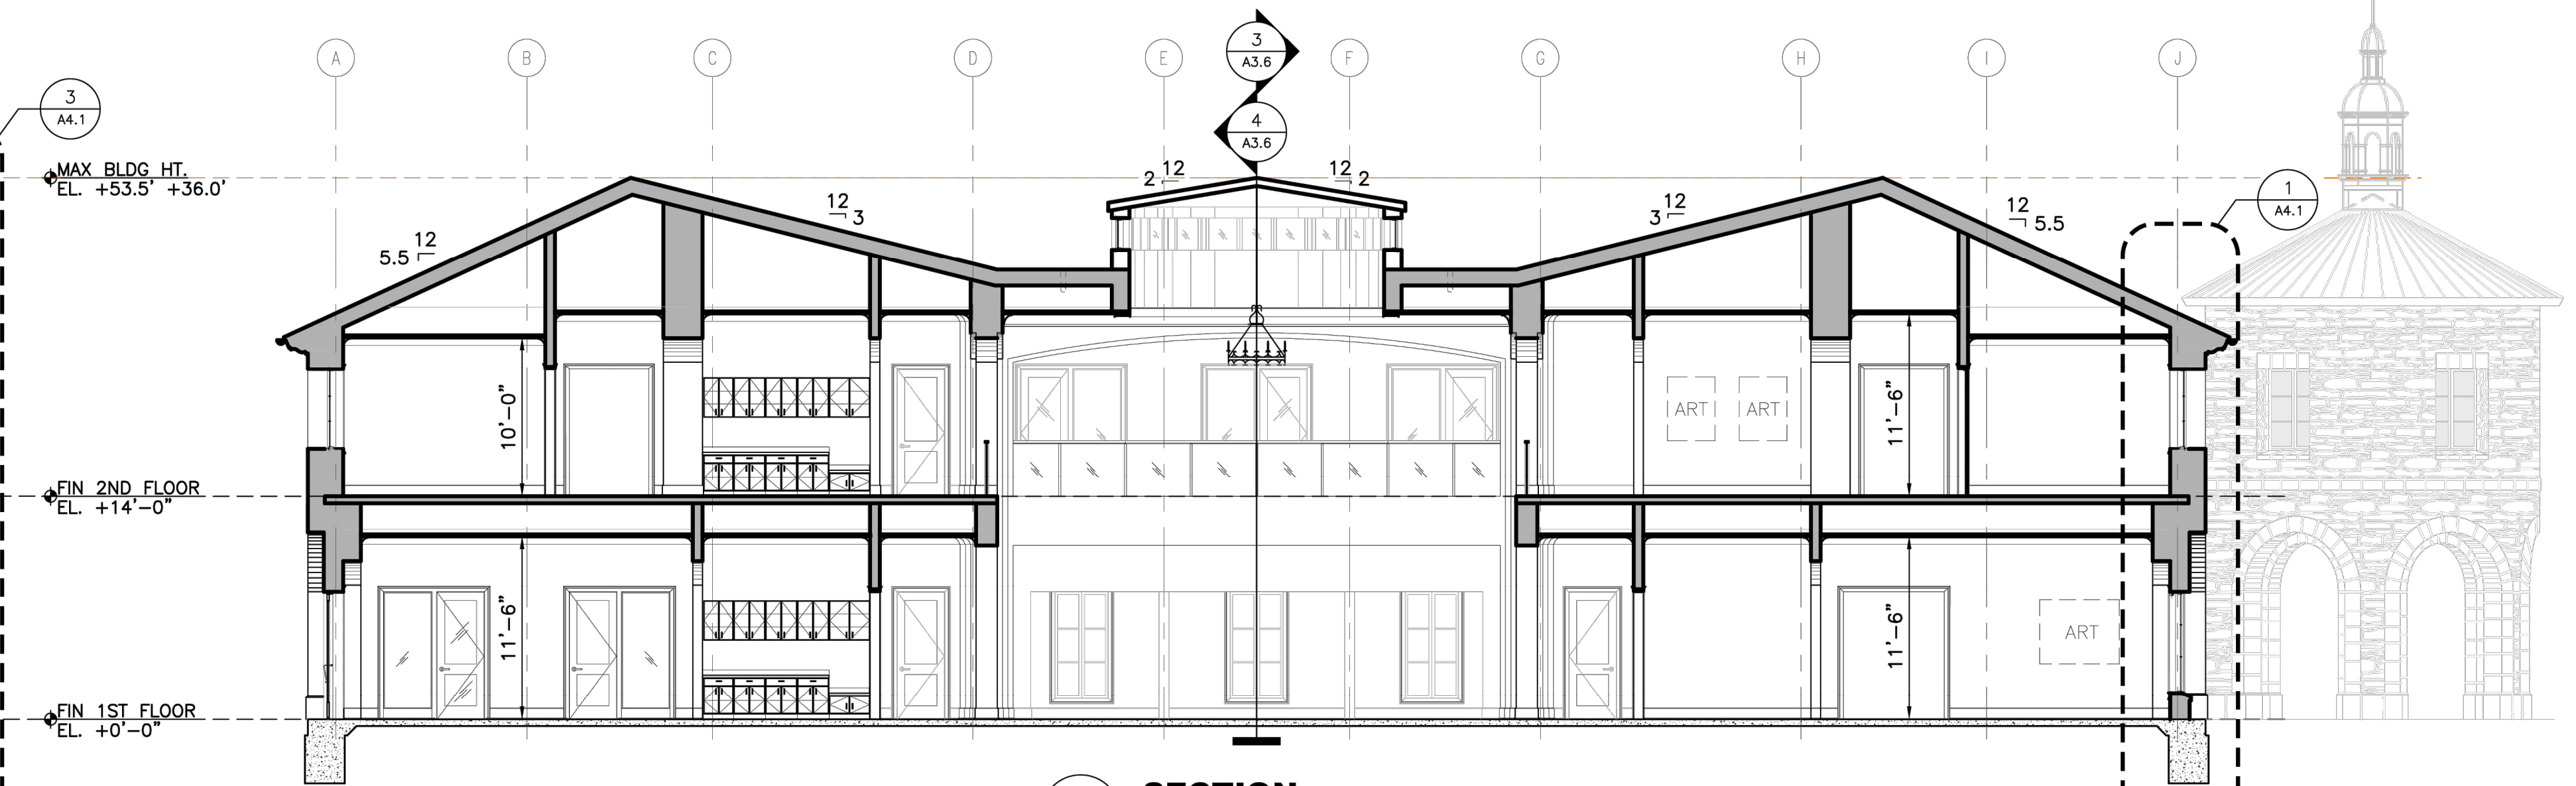 A
B
C
D
E
F
G
H
I
J
3
A3.6
4
A3.6
3
A4.1
1
A4.1
MAX BLDG HT.
EL. +53.5' +36.0'
12
5.5
12
3
12
2
12
2
12
3
12
5.5
10'-0"
ART
ART
11'-6"
FIN 2ND FLOOR
EL. +14'-0"
11'-6"
11'-6"
ART
FIN 1ST FLOOR
EL. +0'-0"
SECTION